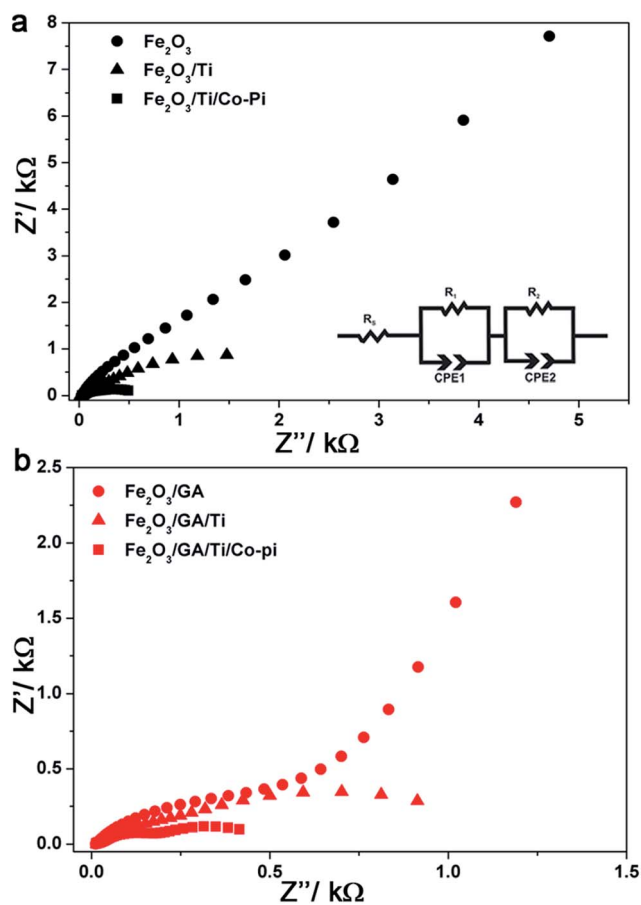 a
8
7
6
5
4
3
2
1
0
Z'/ kΩ
Fe₂O₃
Fe₂O₃/Ti
Fe₂O₃/Ti/Co-Pi
Rₛ
R₁
R₂
CPE1
CPE2
0 1 2 3 4 5
Z''/ kΩ
b
2.5
2.0
1.5
1.0
0.5
0.0
Z'/ kΩ
Fe₂O₃/GA
Fe₂O₃/GA/Ti
Fe₂O₃/GA/Ti/Co-pi
0.0 0.5 1.0 1.5
Z''/ kΩ